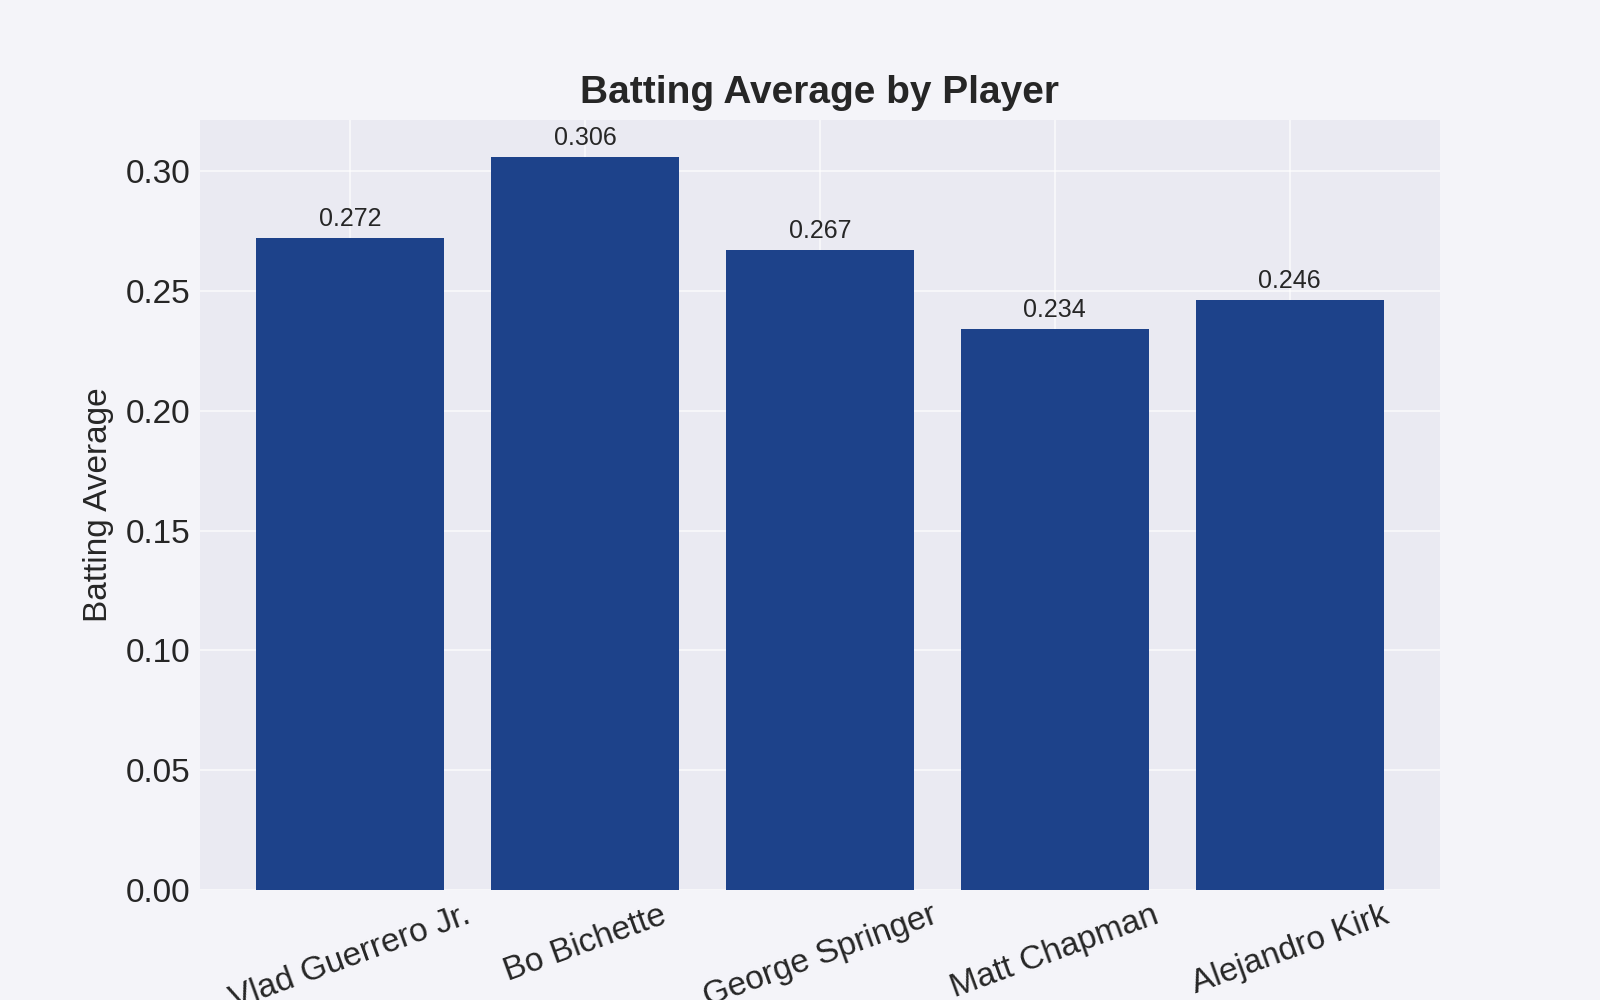 Batting Average by Player
0.306
0.272
0.267
0.246
0.234
0.30
0.25
0.20
0.15
0.10
0.05
0.00
Batting Average
Vlad Guerrero Jr.
Bo Bichette
George Springer
Matt Chapman
Alejandro Kirk